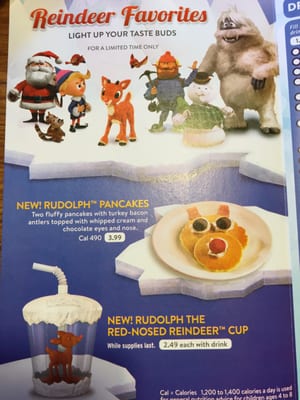 Reindeer Favorites
LIGHT UP YOUR TASTE BUDS
FOR A LIMITED TIME ONLY
NEW! RUDOLPH™ PANCAKES
Two fluffy pancakes with turkey bacon
antlers topped with whipped cream and
chocolate eyes and nose.
Cal 490 3.99
NEW! RUDOLPH THE
RED-NOSED REINDEER™ CUP
While supplies last. 2.49 each with drink
Cal = Calories 1,200 to 1,400 calories a day is used
for general nutrition advice for children ages 4 to 8